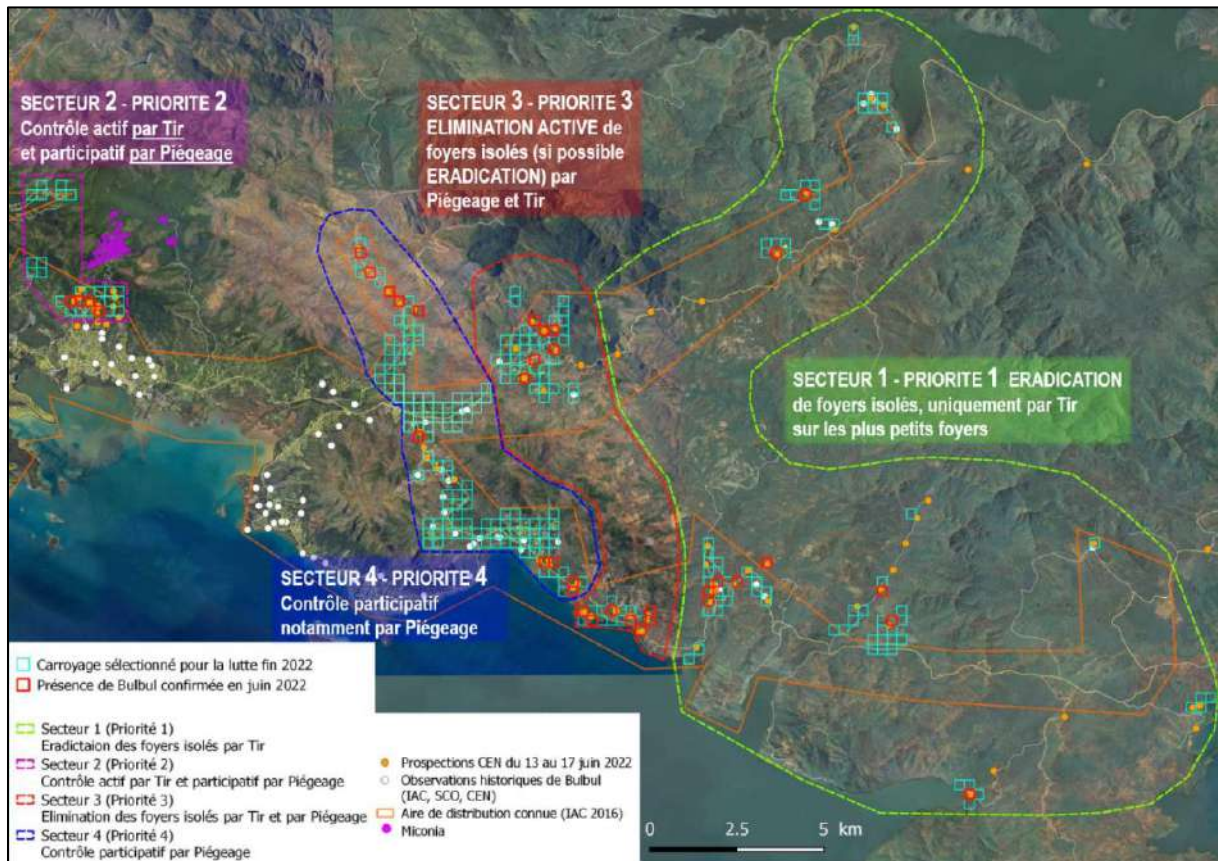 SECTEUR 2 - PRIORITE 2
Contrôle actif par Tir
et participatif par Piégeage
SECTEUR 3 - PRIORITE 3
ELIMINATION ACTIVE de
foyers isolés (si possible
ERADICATION) par
Piégeage et Tir
SECTEUR 1 - PRIORITE 1 ERADICATION
de foyers isolés, uniquement par Tir
sur les plus petits foyers
SECTEUR 4 - PRIORITE 4
Contrôle participatif
notamment par Piégeage
Carroyage sélectionné pour la lutte fin 2022
Présence de Bulbul confirmée en juin 2022
Secteur 1 (Priorité 1)
Eradictaion des foyers isolés par Tir
Secteur 2 (Priorité 2)
Contrôle actif par Tir et participatif par Piégeage
Secteur 3 (Priorité 3)
Elimination des foyers isolés par Tir et par Piégeage
Secteur 4 (Priorité 4)
Contrôle participatif par Piégeage
Prospections CEN du 13 au 17 juin 2022
Observations historiques de Bulbul
(IAC, SCO, CEN)
Aire de distribution connue (IAC 2016)
Miconia
0 2.5 5 km